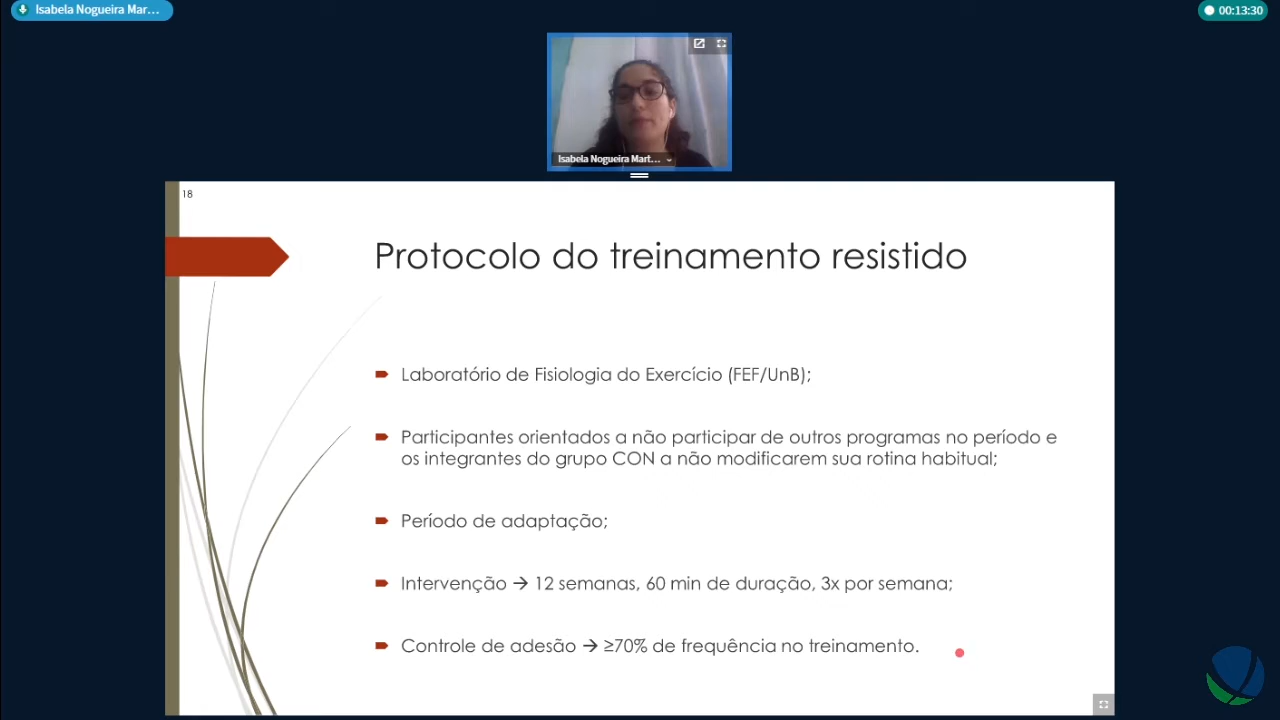 Isabela Nogueira Mar...
00:13:30
Isabela Nogueira Mart...
18
Protocolo do treinamento resistido
Laboratório de Fisiologia do Exercício (FEF/UnB);
Participantes orientados a não participar de outros programas no período e
os integrantes do grupo CON a não modificarem sua rotina habitual;
Período de adaptação;
Intervenção → 12 semanas, 60 min de duração, 3x por semana;
Controle de adesão → ≥70% de frequência no treinamento.